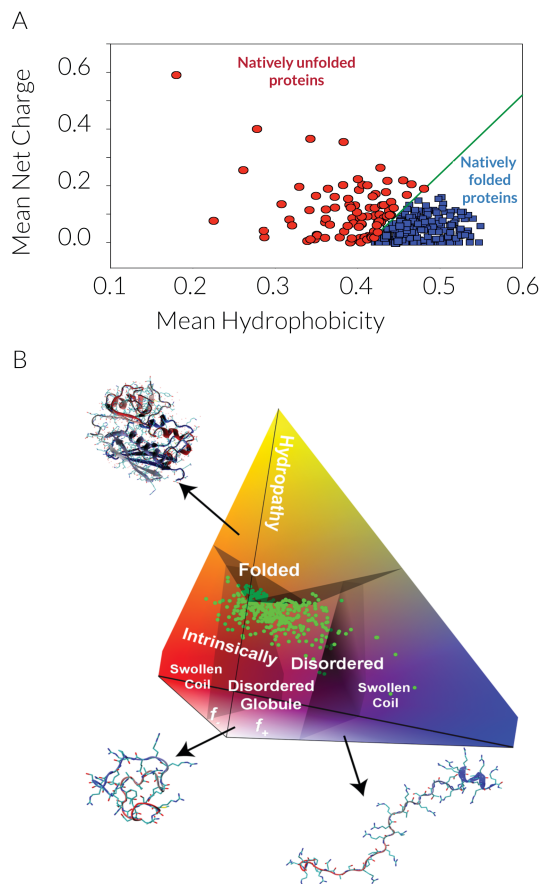 A
Mean Net Charge
0.6
0.4
0.2
0.0
Natively unfolded
proteins
Natively
folded
proteins
0.1
0.2
0.3
0.4
0.5
0.6
Mean Hydrophobicity
B
Hydropathy
Folded
Intrinsically
Disordered
Swollen
Coil
Disordered
Globule
Swollen
Coil
f-
f+